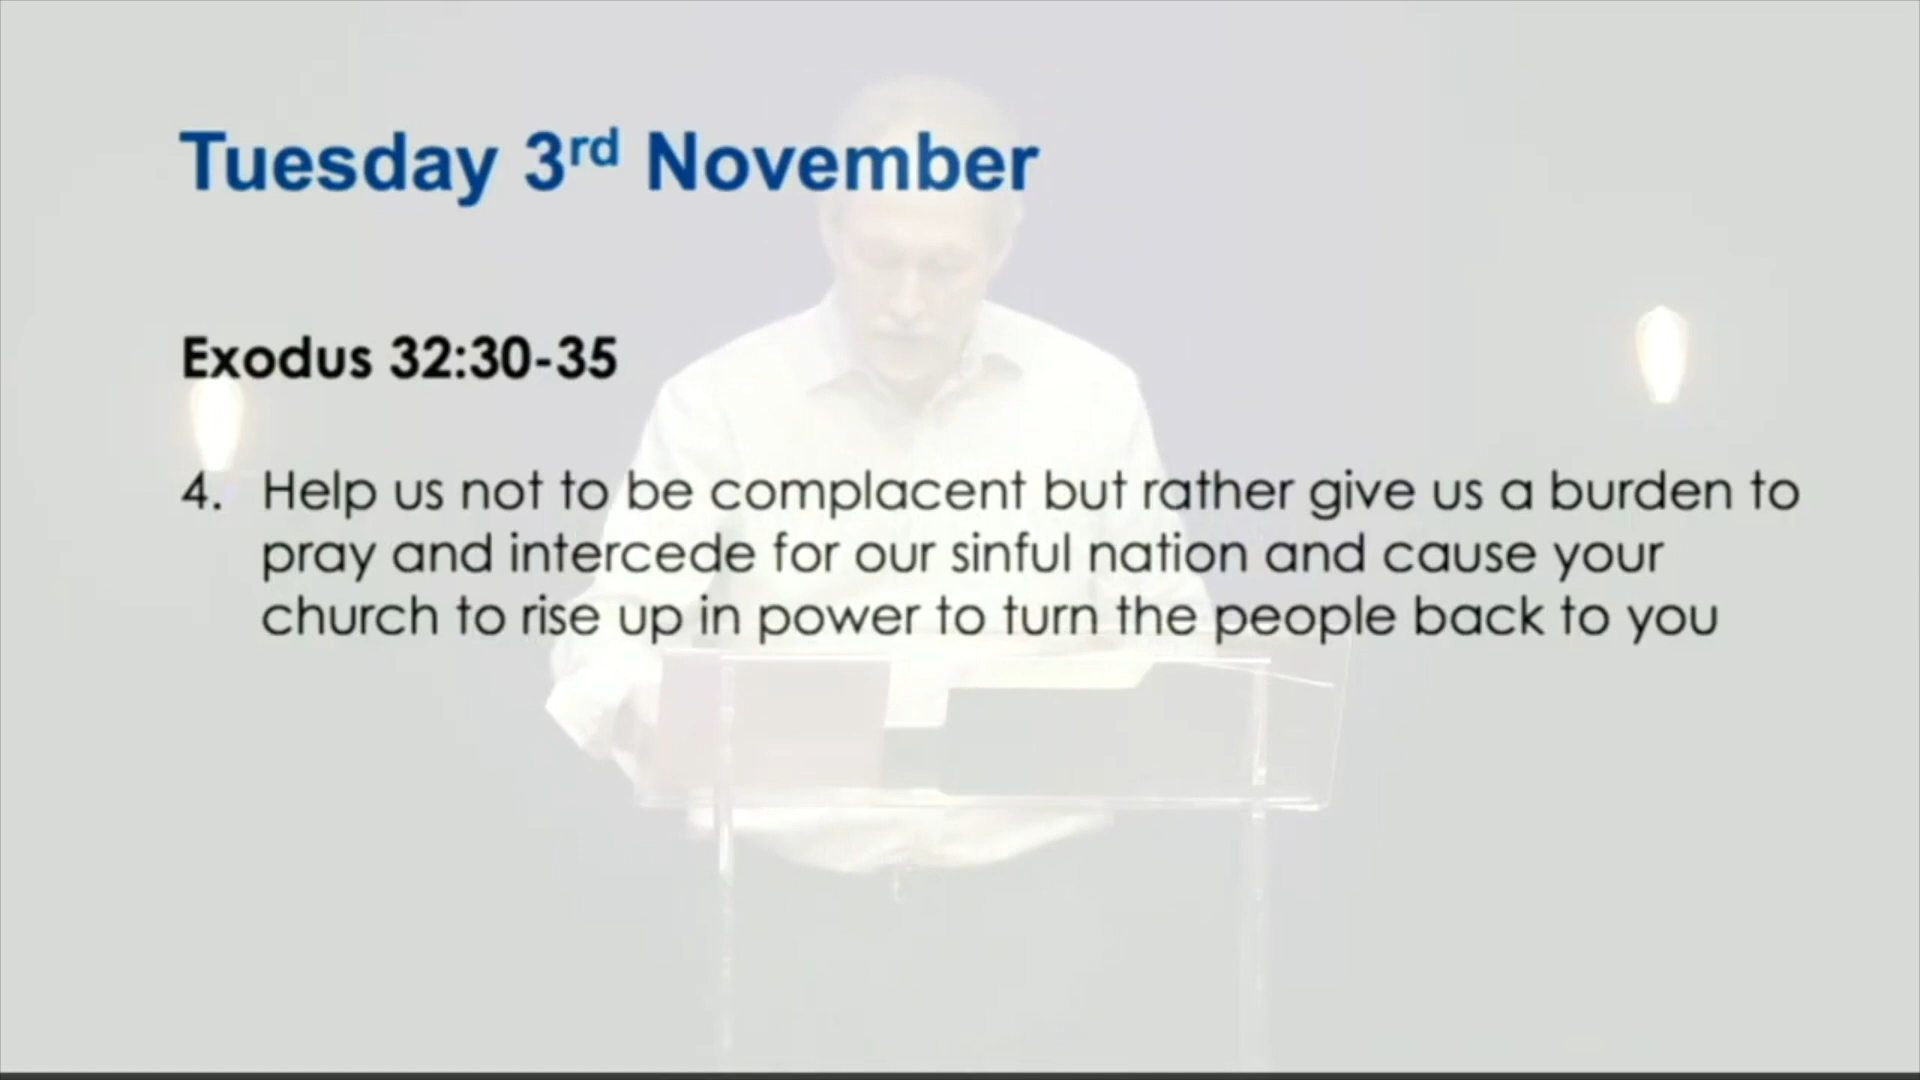 Tuesday 3rd November
Exodus 32:30-35
4. Help us not to be complacent but rather give us a burden to
pray and intercede for our sinful nation and cause your
church to rise up in power to turn the people back to you